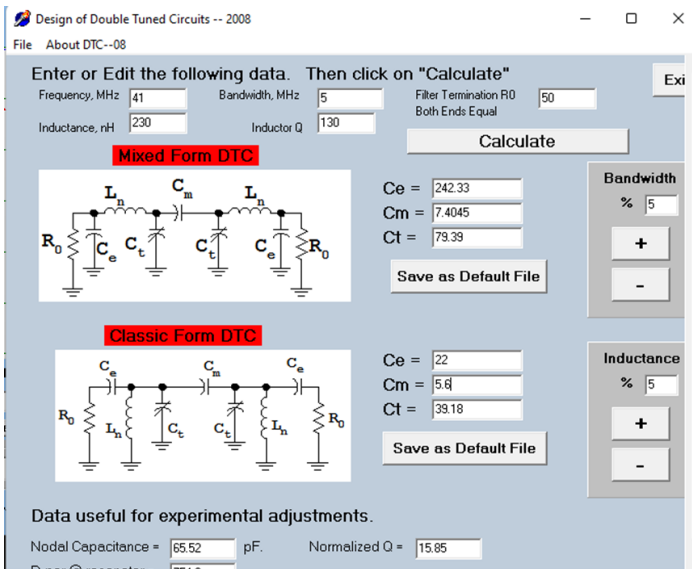 Design of Double Tuned Circuits -- 2008
File About DTC--08
Enter or Edit the following data. Then click on "Calculate"
Exi
Frequency, MHz 41 Bandwidth, MHz 5 Filter Termination R0 50
Both Ends Equal
Inductance, nH 230 Inductor Q 130
Calculate
Mixed Form DTC
Ln Cm Ln
R0 Ce Ct Ct Ce R0
Ce = 242.33
Cm = 7.4045
Ct = 79.39
Save as Default File
Bandwidth
% 5
+
-
Classic Form DTC
Ce Cm Ce
R0 Ln Ct Ct Ln R0
Ce = 22
Cm = 5.6
Ct = 39.18
Save as Default File
Inductance
% 5
+
-
Data useful for experimental adjustments.
Nodal Capacitance = 65.52 pF. Normalized Q = 15.85